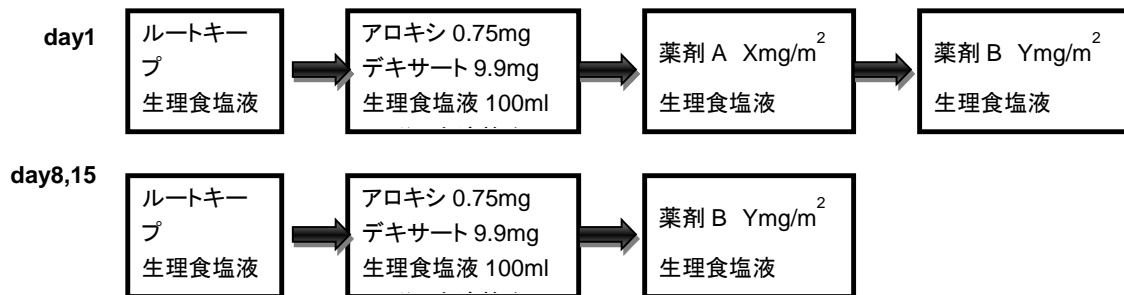 day1
ルートキー
プ
生理食塩液
アロキシ 0.75mg
デキサート 9.9mg
生理食塩液 100ml
薬剤 A Xmg/m²
生理食塩液
薬剤 B Ymg/m²
生理食塩液
day8,15
ルートキー
プ
生理食塩液
アロキシ 0.75mg
デキサート 9.9mg
生理食塩液 100ml
薬剤 B Ymg/m²
生理食塩液